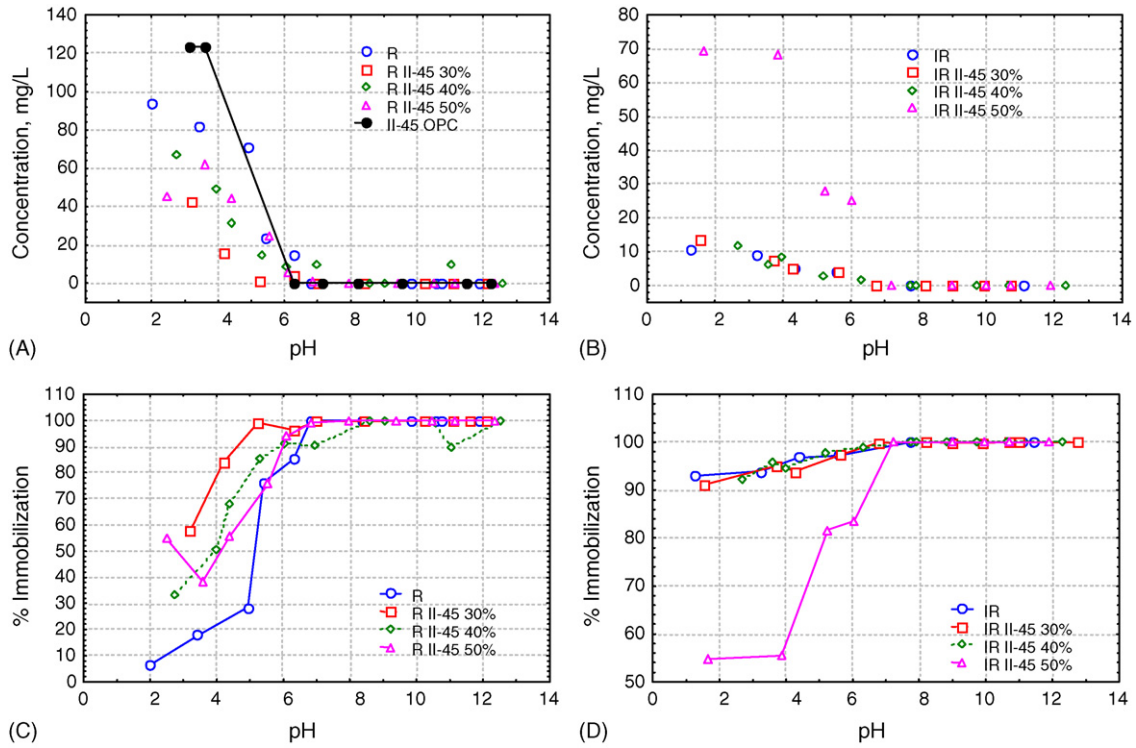 140
120
100
80
60
40
20
0
Concentration, mg/L
R
R II-45 30%
R II-45 40%
R II-45 50%
II-45 OPC
0 2 4 6 8 10 12 14
pH
(A)
80
70
60
50
40
30
20
10
0
Concentration, mg/L
IR
IR II-45 30%
IR II-45 40%
IR II-45 50%
0 2 4 6 8 10 12 14
pH
(B)
110
100
90
80
70
60
50
40
30
20
10
0
% Immobilization
R
R II-45 30%
R II-45 40%
R II-45 50%
0 2 4 6 8 10 12 14
pH
(C)
110
100
90
80
70
60
50
% Immobilization
IR
IR II-45 30%
IR II-45 40%
IR II-45 50%
0 2 4 6 8 10 12 14
pH
(D)